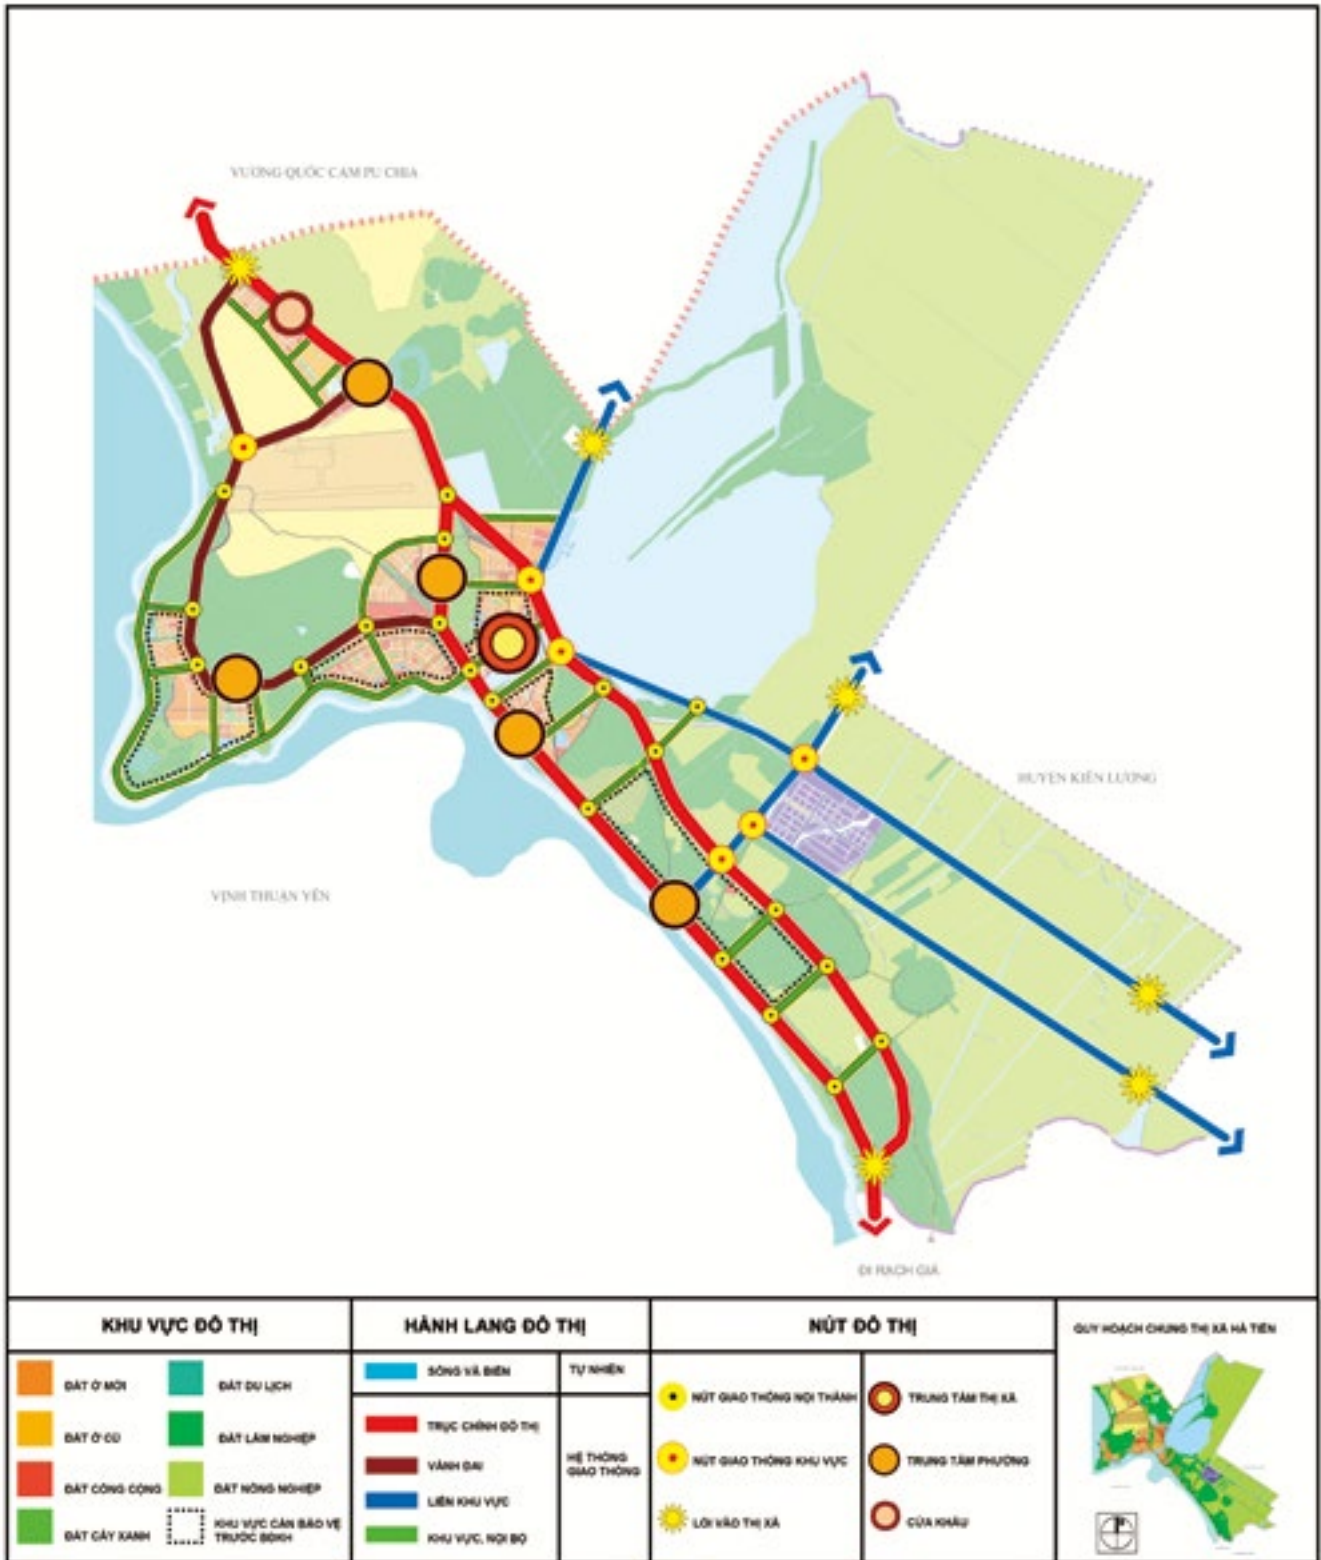 VƯƠNG QUỐC CAM PU CHIA
HUYỆN KIÊN LƯƠNG
VỊNH THUẬN YÊN
ĐI RẠCH GIÁ
KHU VỰC ĐÔ THỊ
HÀNH LANG ĐÔ THỊ
NÚT ĐÔ THỊ
QUY HOẠCH CHUNG THỊ XÃ HÀ TIÊN
ĐẤT Ở MỚI
ĐẤT DU LỊCH
ĐẤT Ở CŨ
ĐẤT LÂM NGHIỆP
ĐẤT CÔNG CỘNG
ĐẤT NÔNG NGHIỆP
ĐẤT CÂY XANH
KHU VỰC CẦN BẢO VỆ
TRƯỚC BĐKH
SÔNG VÀ BIỂN
TỰ NHIÊN
TRỤC CHÍNH ĐÔ THỊ
VÀNH ĐAI
LIÊN KHU VỰC
KHU VỰC, NỘI BỘ
HỆ THỐNG
GIAO THÔNG
NÚT GIAO THÔNG NỘI THÀNH
NÚT GIAO THÔNG KHU VỰC
LỐI VÀO THỊ XÃ
TRUNG TÂM THỊ XÃ
TRUNG TÂM PHƯỜNG
CỬA KHẨU